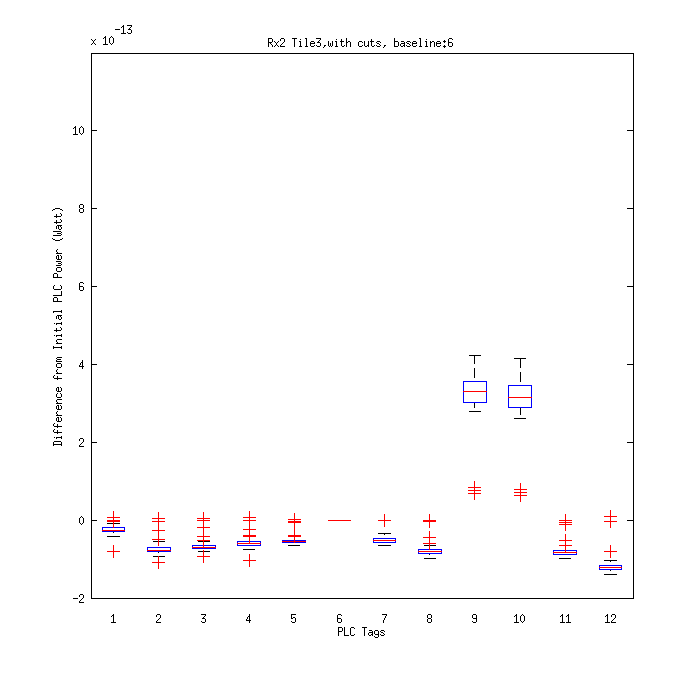 Rx2 Tile3,with cuts, baseline:6
x 10^-13
Difference from Initial PLC Power (Watt)
10
8
6
4
2
0
-2
1 2 3 4 5 6 7 8 9 10 11 12
PLC Tags